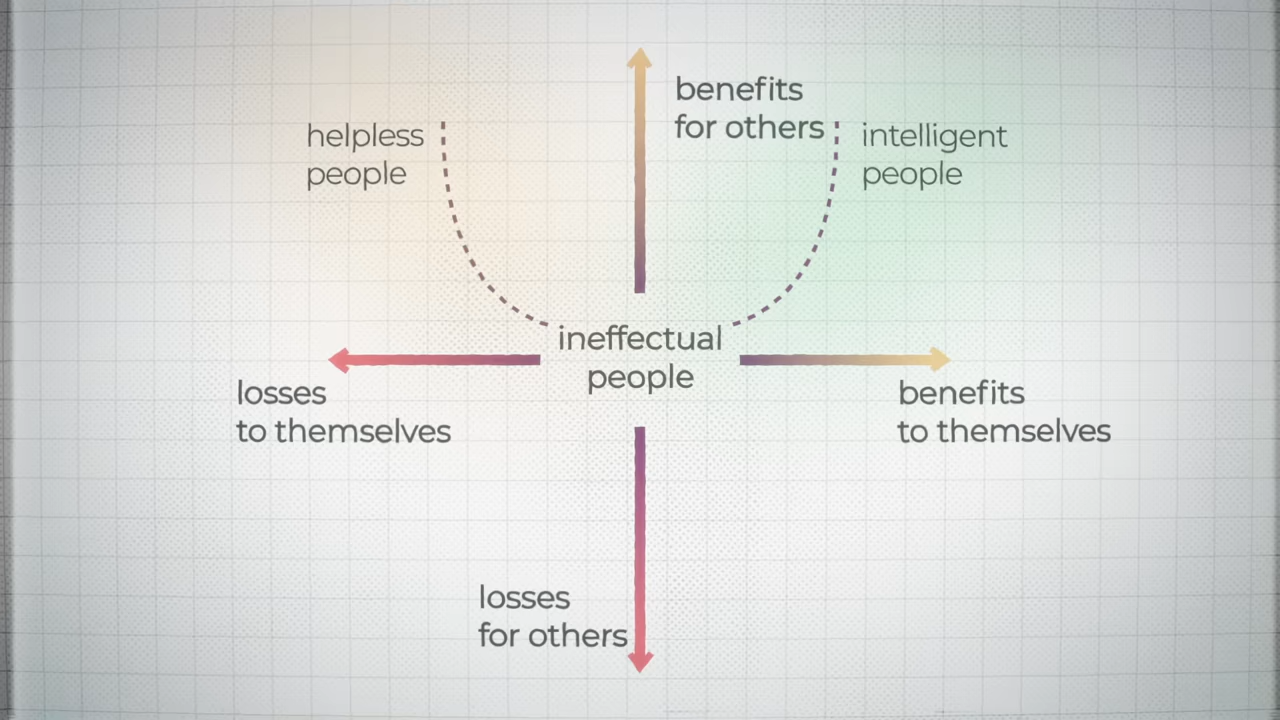 benefits
for others
helpless
people
intelligent
people
ineffectual
people
losses
to themselves
benefits
to themselves
losses
for others